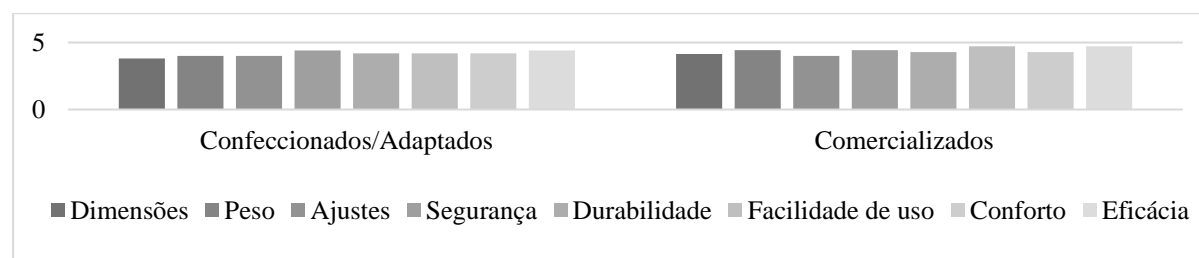 5
0
Confeccionados/Adaptados Comercializados
Dimensões Peso Ajustes Segurança Durabilidade Facilidade de uso Conforto Eficácia